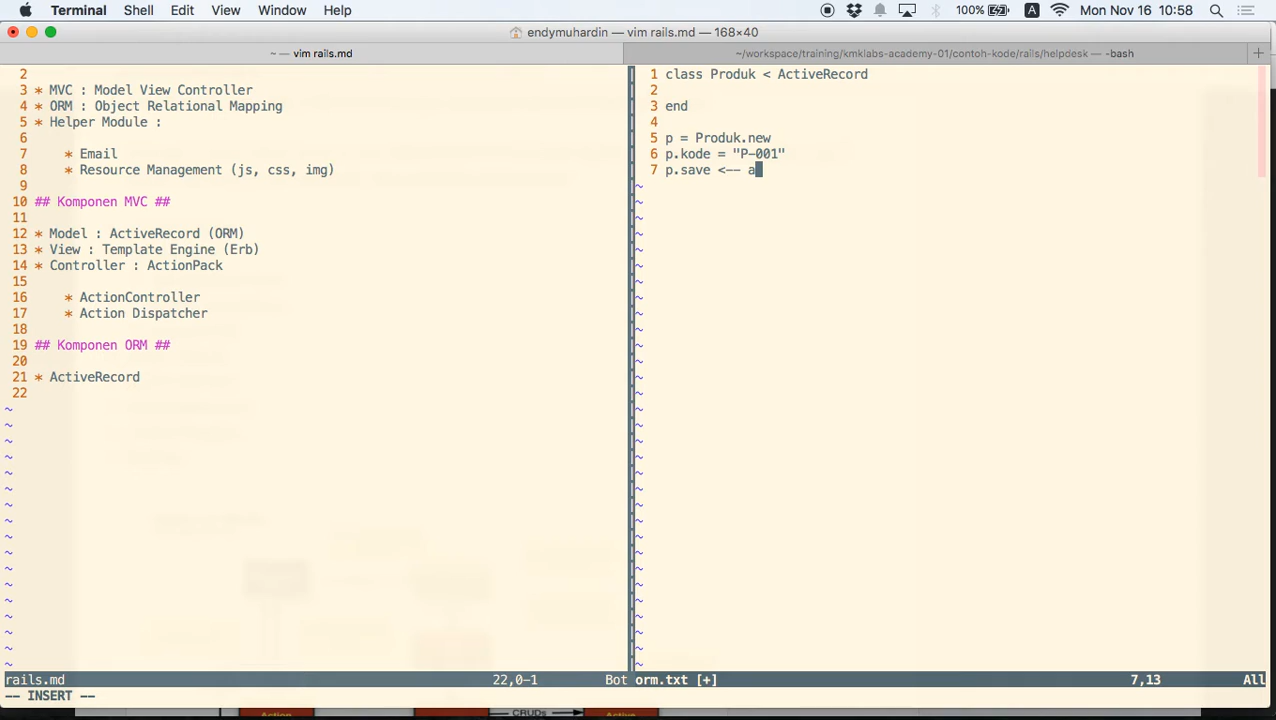 Terminal Shell Edit View Window Help 100% A Mon Nov 16 10:58
endymuhardin — vim rails.md — 168×40
~ — vim rails.md
~/workspace/training/kmklabs-academy-01/contoh-kode/rails/helpdesk — -bash
2
3 * MVC : Model View Controller
4 * ORM : Object Relational Mapping
5 * Helper Module :
6
7 * Email
8 * Resource Management (js, css, img)
9
10 ## Komponen MVC ##
11
12 * Model : ActiveRecord (ORM)
13 * View : Template Engine (Erb)
14 * Controller : ActionPack
15
16 * ActionController
17 * Action Dispatcher
18
19 ## Komponen ORM ##
20
21 * ActiveRecord
22
1 class Produk < ActiveRecord
2
3 end
4
5 p = Produk.new
6 p.kode = "P-001"
7 p.save <-- a
rails.md 22,0-1 Bot
orm.txt [+] 7,13 All
-- INSERT --
Action
CRUDs
Active